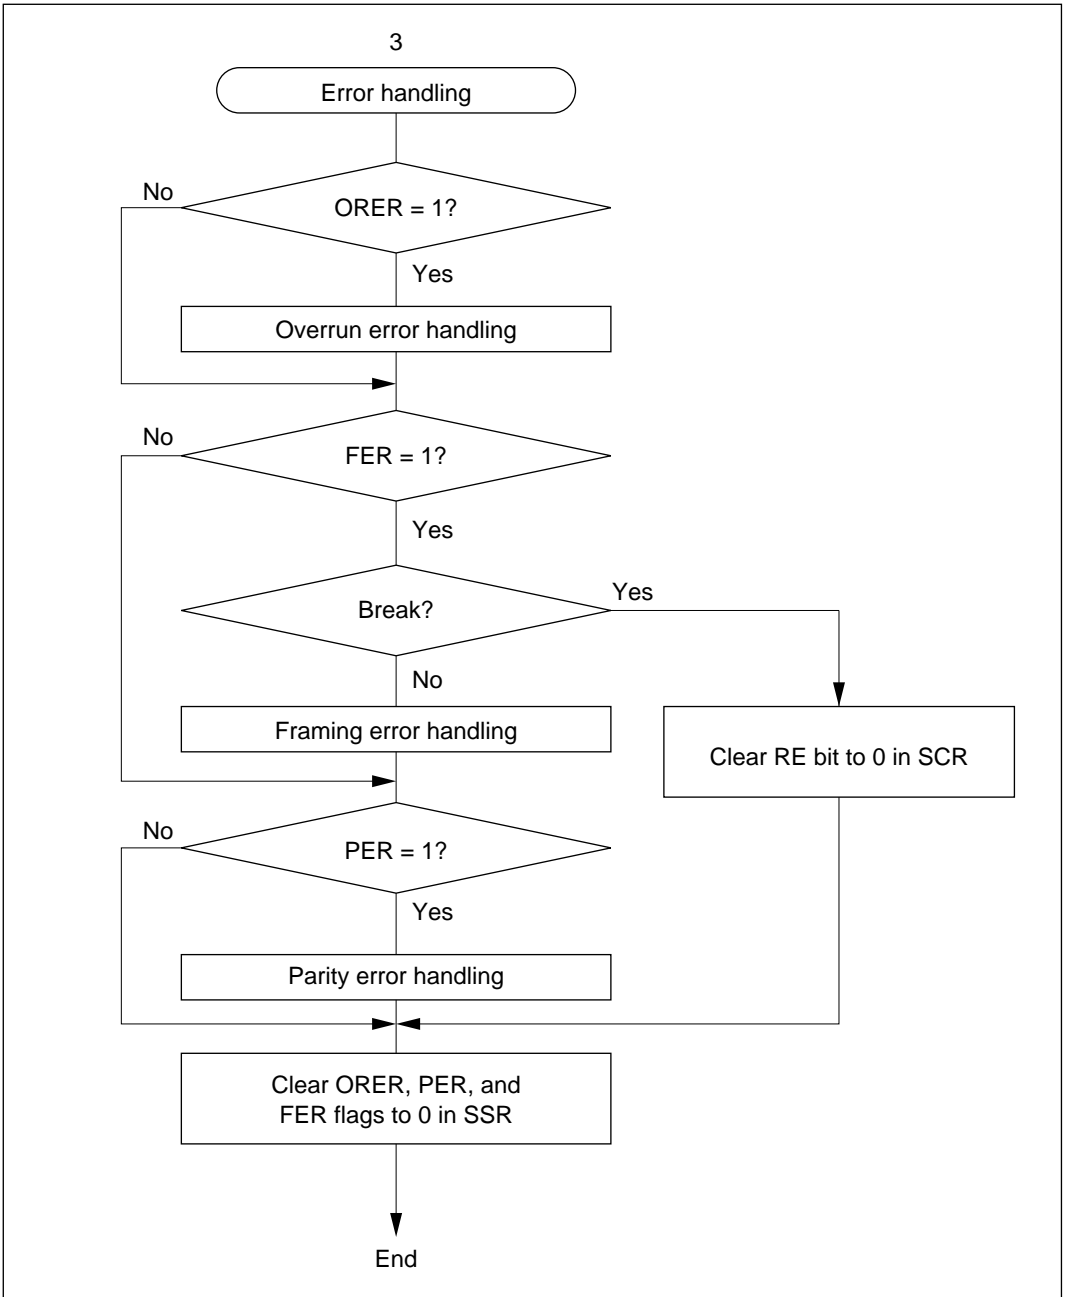 3
Error handling
No
ORER = 1?
Yes
Overrun error handling
No
FER = 1?
Yes
Break?
Yes
No
Framing error handling
Clear RE bit to 0 in SCR
No
PER = 1?
Yes
Parity error handling
Clear ORER, PER, and
FER flags to 0 in SSR
End